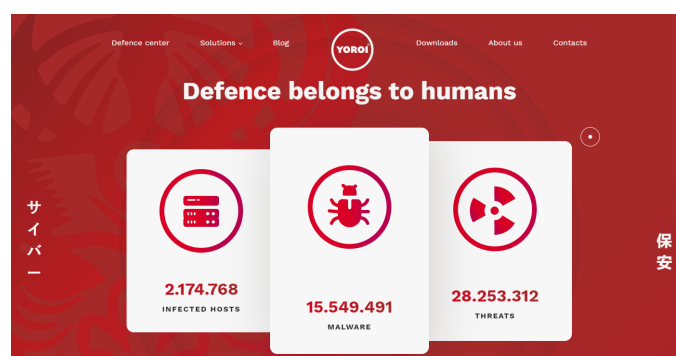 Defence center
Solutions
Blog
YOROI
Downloads
About us
Contacts
Defence belongs to humans
サイバー
2.174.768
INFECTED HOSTS
15.549.491
MALWARE
28.253.312
THREATS
保安